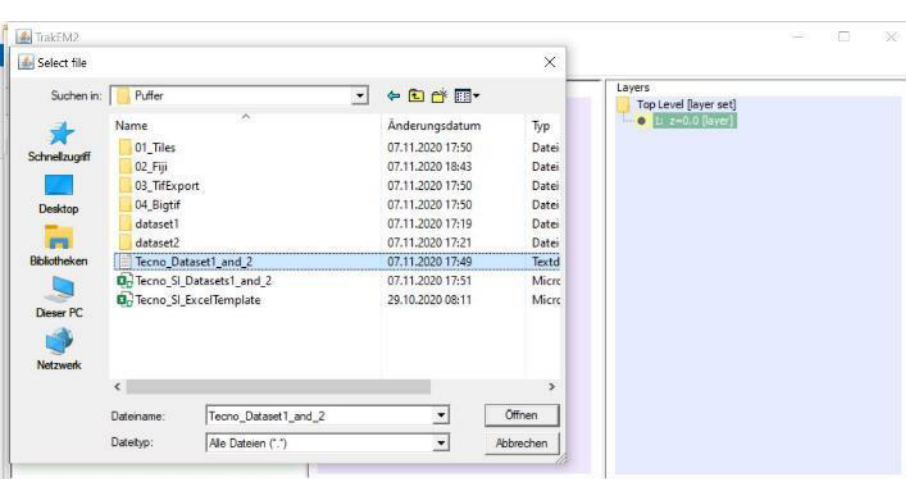 TrakEM2
Select file
Suchen in:
Puffer
Name
Änderungsdatum
Typ
01_Tiles
07.11.2020 17:50
Datei
02_Fiji
07.11.2020 18:43
Datei
03_TifExport
07.11.2020 17:50
Datei
04_Bigtif
07.11.2020 17:50
Datei
dataset1
07.11.2020 17:19
Datei
dataset2
07.11.2020 17:21
Datei
Tecno_Dataset1_and_2
07.11.2020 17:49
Textd
Tecno_SI_Datasets1_and_2
07.11.2020 17:51
Micro
Tecno_SI_ExcelTemplate
29.10.2020 08:11
Micro
Schnellzugriff
Desktop
Bibliotheken
Dieser PC
Netzwerk
Dateiname:
Tecno_Dataset1_and_2
Öffnen
Dateityp:
Alle Dateien (*.*)
Abbrechen
Layers
Top Level [layer set]
1: z=0.0 [layer]